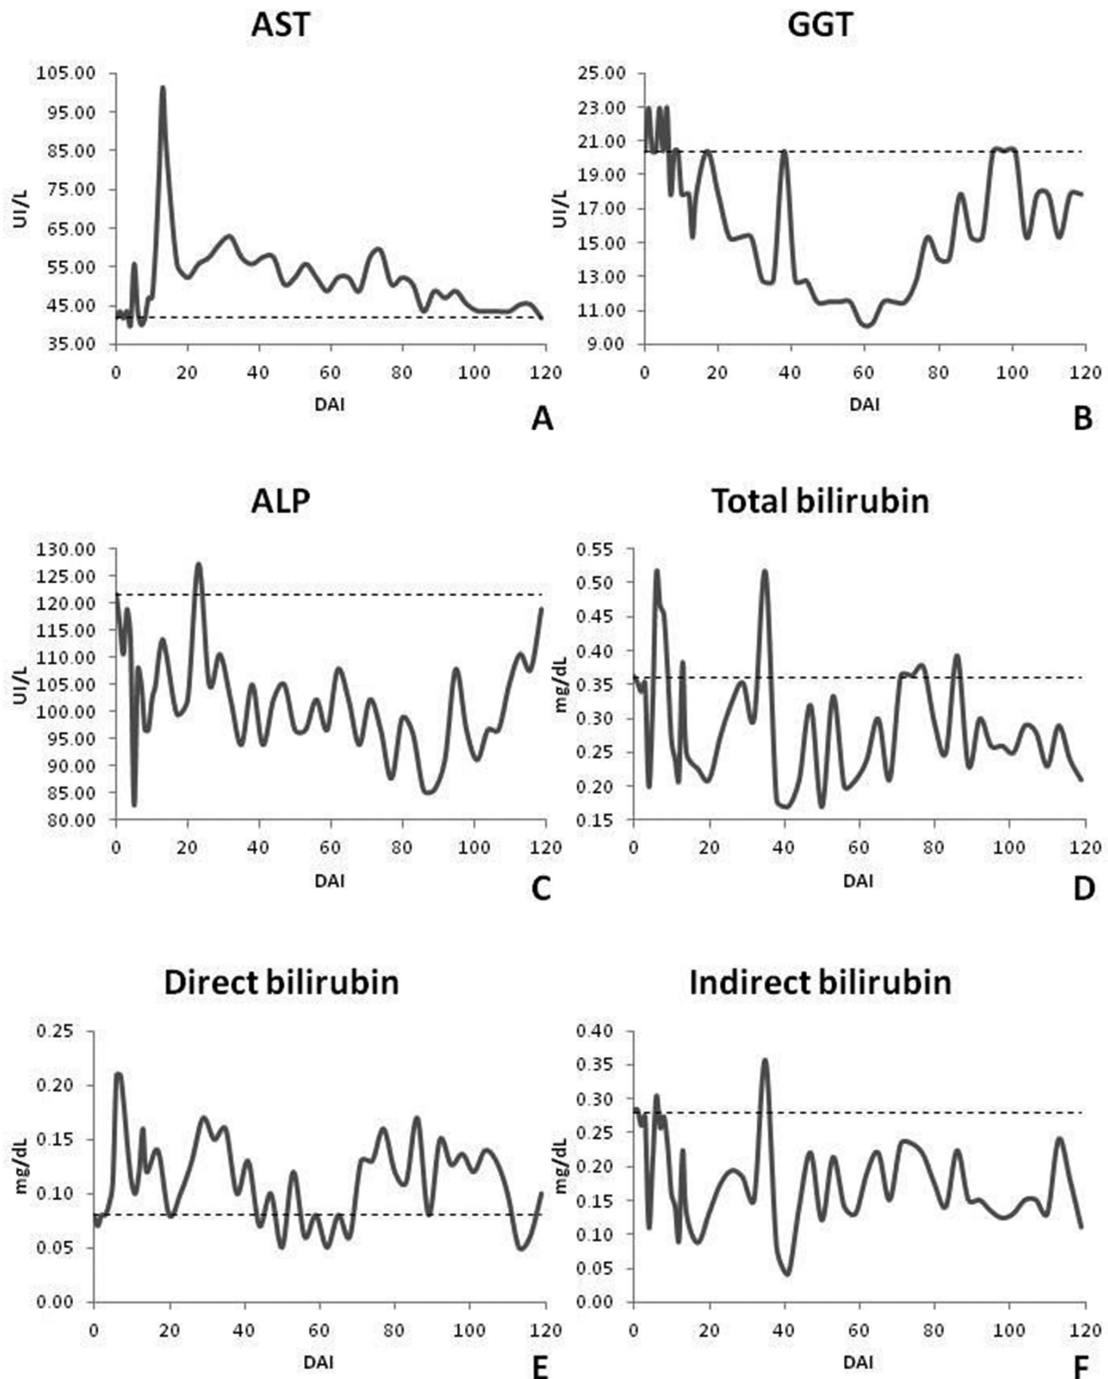 AST
105.00
95.00
85.00
75.00
65.00
55.00
45.00
35.00
UI/L
0 20 40 60 80 100 120
DAI
A
GGT
25.00
23.00
21.00
19.00
17.00
15.00
13.00
11.00
9.00
UI/L
0 20 40 60 80 100 120
DAI
B
ALP
130.00
125.00
120.00
115.00
110.00
105.00
100.00
95.00
90.00
85.00
80.00
UI/L
0 20 40 60 80 100 120
DAI
C
Total bilirubin
0.55
0.50
0.45
0.40
0.35
0.30
0.25
0.20
0.15
mg/dL
0 20 40 60 80 100 120
DAI
D
Direct bilirubin
0.25
0.20
0.15
0.10
0.05
0.00
mg/dL
0 20 40 60 80 100 120
DAI
E
Indirect bilirubin
0.40
0.35
0.30
0.25
0.20
0.15
0.10
0.05
0.00
mg/dL
0 20 40 60 80 100 120
DAI
F